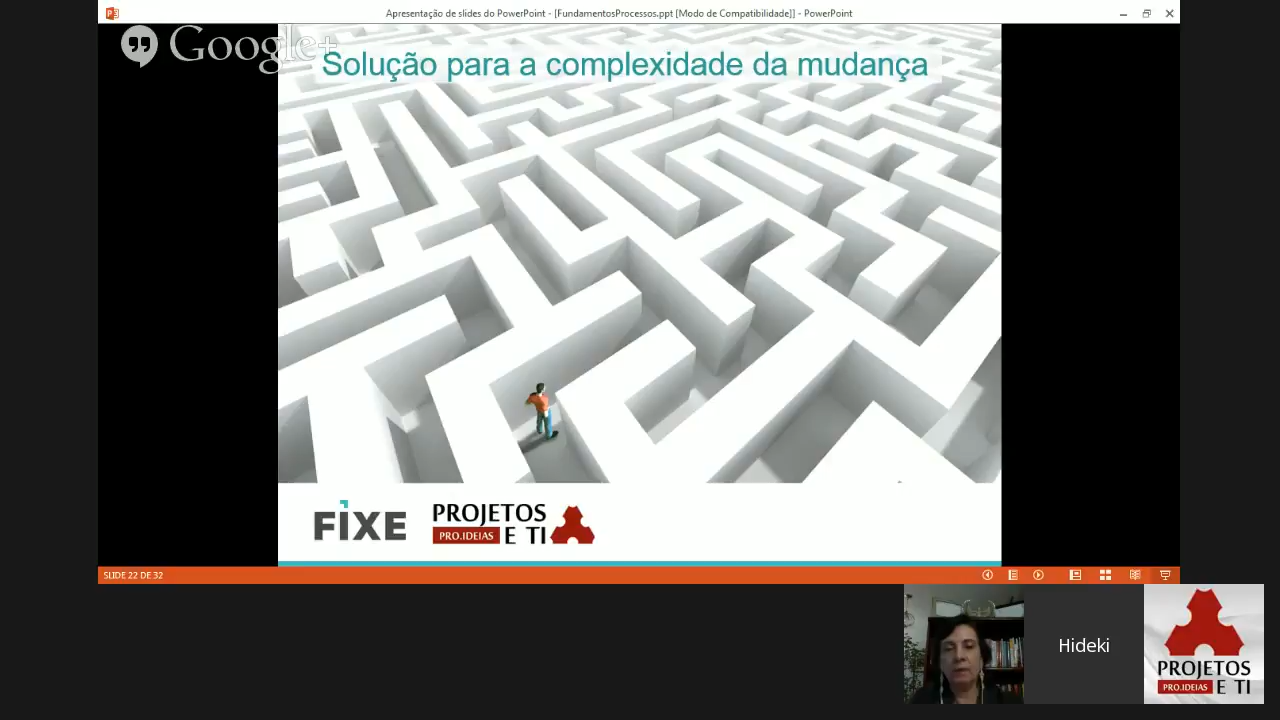 Apresentação de slides do PowerPoint - [FundamentosProcessos.ppt [Modo de Compatibilidade]] - PowerPoint
Google+
Solução para a complexidade da mudança
FIXE
PROJETOS
PRO.IDEIAS E TI
SLIDE 22 DE 32
Hideki
PROJETOS
PRO.IDEIAS E TI